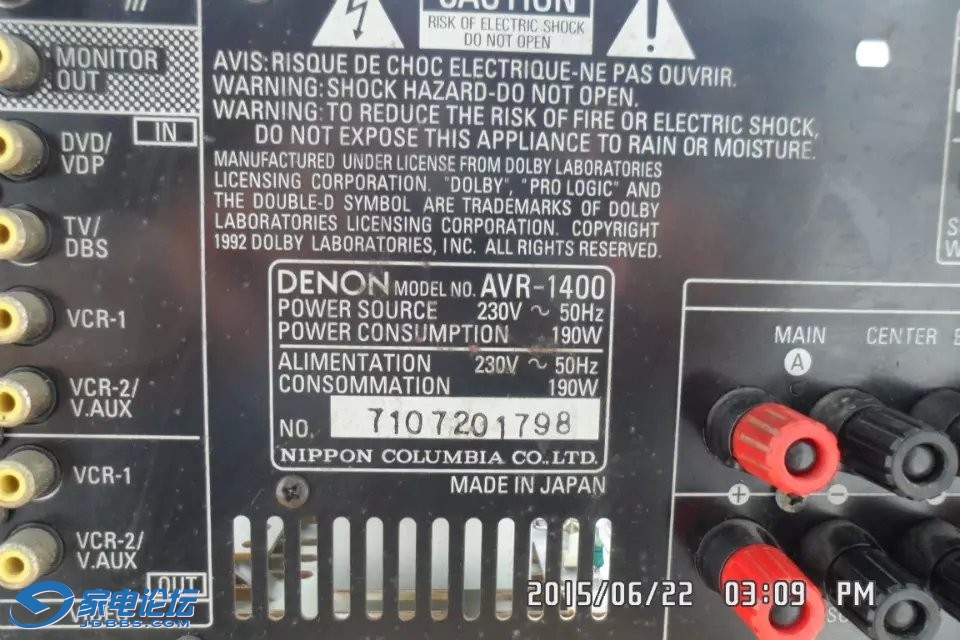 CAUTION
RISK OF ELECTRIC SHOCK
DO NOT OPEN
AVIS: RISQUE DE CHOC ELECTRIQUE-NE PAS OUVRIR.
WARNING: SHOCK HAZARD-DO NOT OPEN.
WARNING: TO REDUCE THE RISK OF FIRE OR ELECTRIC SHOCK,
DO NOT EXPOSE THIS APPLIANCE TO RAIN OR MOISTURE.
MANUFACTURED UNDER LICENSE FROM DOLBY LABORATORIES
LICENSING CORPORATION. "DOLBY", "PRO LOGIC" AND
THE DOUBLE-D SYMBOL ARE TRADEMARKS OF DOLBY
LABORATORIES LICENSING CORPORATION. COPYRIGHT
1992 DOLBY LABORATORIES, INC. ALL RIGHTS RESERVED.
DENON MODEL NO. AVR-1400
POWER SOURCE 230V ~ 50Hz
POWER CONSUMPTION 190W
ALIMENTATION 230V ~ 50Hz
CONSOMMATION 190W
NO. 7107201798
NIPPON COLUMBIA CO.,LTD.
MADE IN JAPAN
MONITOR
OUT
IN
DVD/
VDP
TV/
DBS
VCR-1
VCR-2/
V.AUX
VCR-1
VCR-2/
V.AUX
OUT
MAIN
CENTER
A
+ −
2015/06/22 03:09 PM
家电论坛
JDBBS.COM